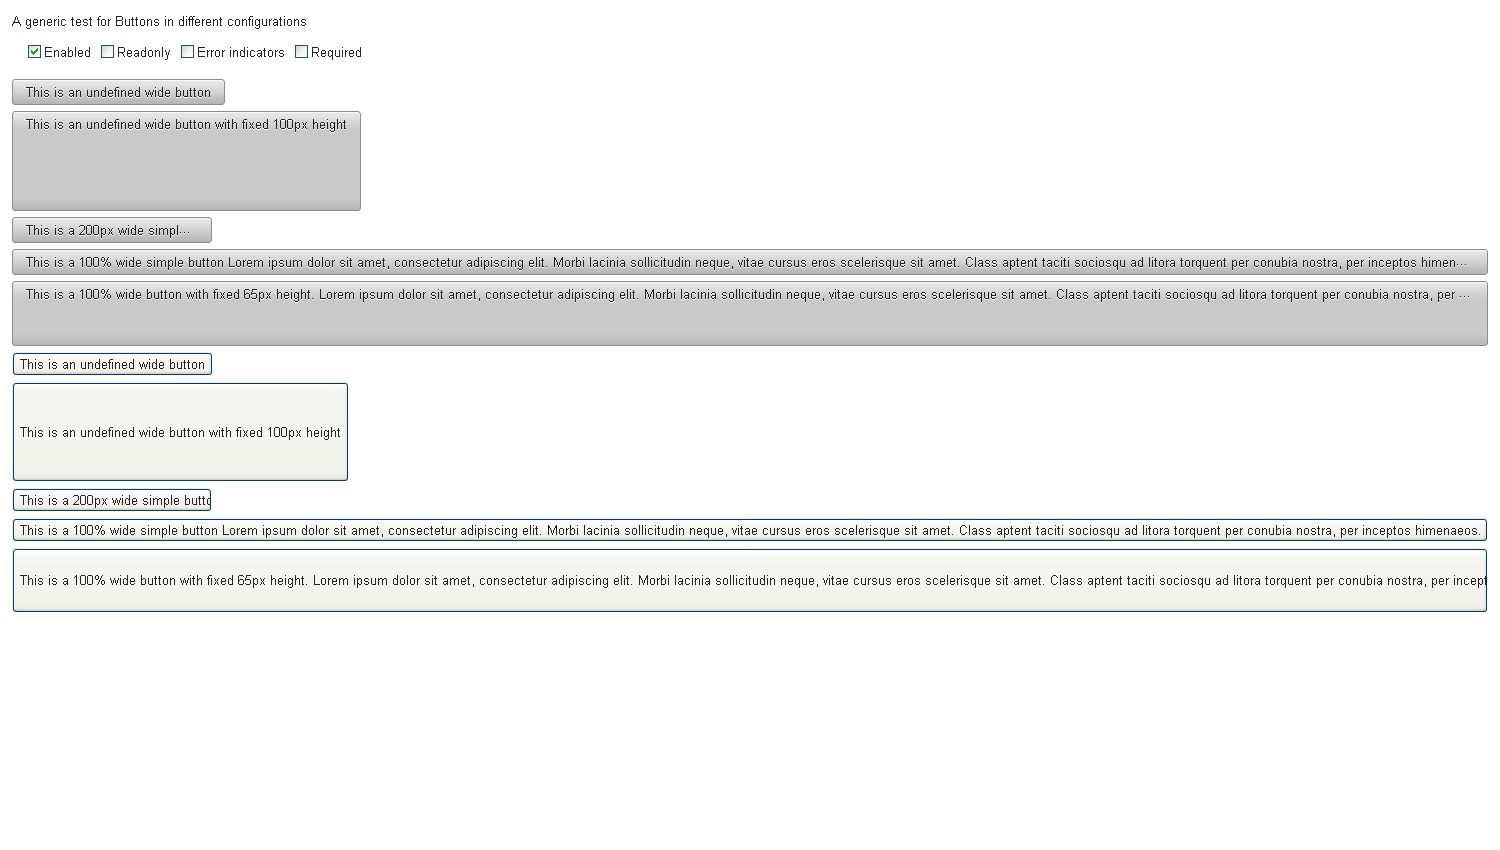 A generic test for Buttons in different configurations
Enabled Readonly Error indicators Required
This is an undefined wide button
This is an undefined wide button with fixed 100px height
This is a 200px wide simpl...
This is a 100% wide simple button Lorem ipsum dolor sit amet, consectetur adipiscing elit. Morbi lacinia sollicitudin neque, vitae cursus eros scelerisque sit amet. Class aptent taciti sociosqu ad litora torquent per conubia nostra, per inceptos himen...
This is a 100% wide button with fixed 65px height. Lorem ipsum dolor sit amet, consectetur adipiscing elit. Morbi lacinia sollicitudin neque, vitae cursus eros scelerisque sit amet. Class aptent taciti sociosqu ad litora torquent per conubia nostra, per ...
This is an undefined wide button
This is an undefined wide button with fixed 100px height
This is a 200px wide simple butto
This is a 100% wide simple button Lorem ipsum dolor sit amet, consectetur adipiscing elit. Morbi lacinia sollicitudin neque, vitae cursus eros scelerisque sit amet. Class aptent taciti sociosqu ad litora torquent per conubia nostra, per inceptos himenaeos.
This is a 100% wide button with fixed 65px height. Lorem ipsum dolor sit amet, consectetur adipiscing elit. Morbi lacinia sollicitudin neque, vitae cursus eros scelerisque sit amet. Class aptent taciti sociosqu ad litora torquent per conubia nostra, per incept